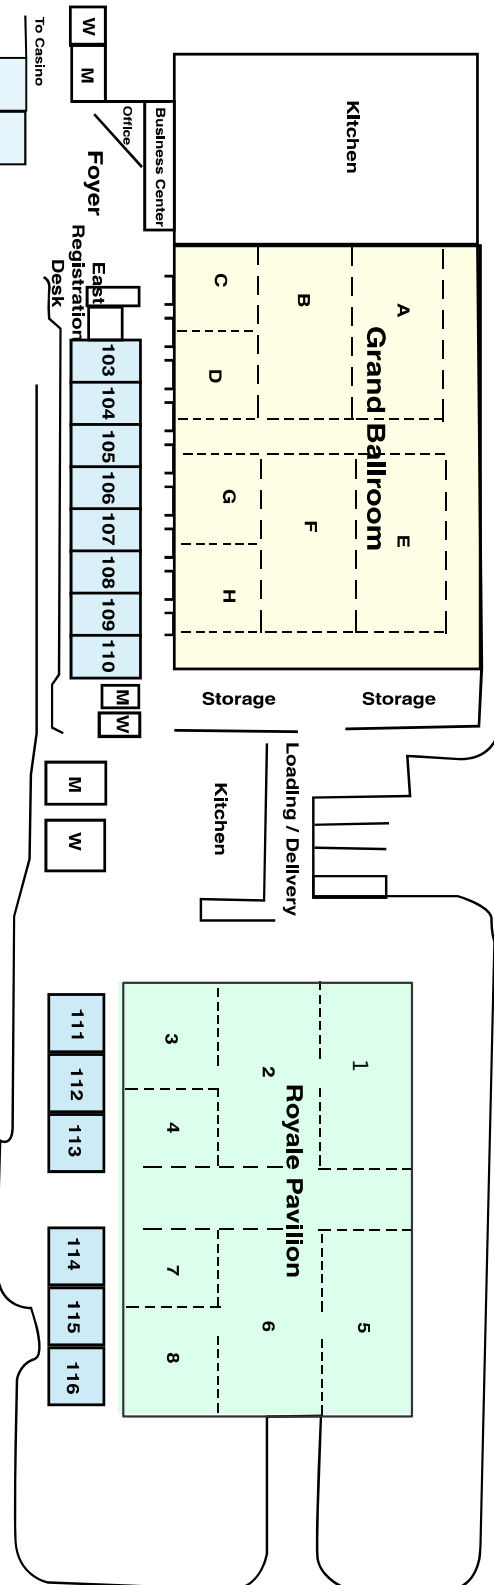 To Casino
W
M
Office
Business Center
Kitchen
Foyer
East
Registration
Desk
103
104
105
106
107
108
109
110
C
B
A
D
Grand Ballroom
G
F
E
H
M
W
Storage
Storage
M
W
Kitchen
Loading / Delivery
111
112
113
114
115
116
3
2
1
4
Royale Pavilion
7
6
5
8